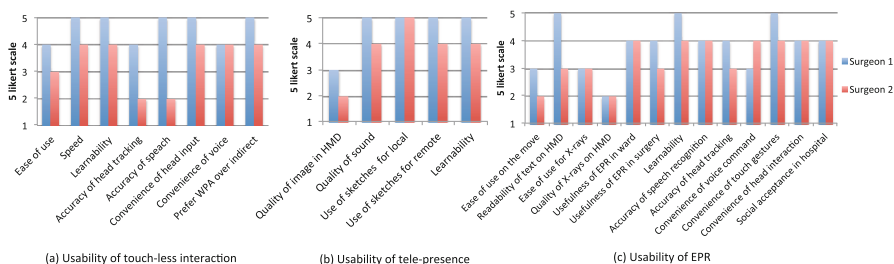 5 likert scale
5
4
3
2
1
Ease of use
Speed
Learnability
Accuracy of head tracking
Accuracy of speach
Convenience of head input
Convenience of voice
Prefer WPA over indirect
(a) Usability of touch-less interaction
5 likert scale
5
4
3
2
1
Quality of image in HMD
Quality of sound
Use of sketches for local
Use of sketches for remote
Learnability
(b) Usability of tele-presence
5 likert scale
5
4
3
2
1
Ease of use on the move
Readability of text on HMD
Ease of use for X-rays
Quality of X-rays on HMD
Usefulness of EPR in ward
Usefulness of EPR in surgery
Learnability
Accuracy of speech recognition
Accuracy of head tracking
Convenience of voice command
Convenience of touch gestures
Convenience of head interaction
Social acceptance in hospital
(c) Usability of EPR
Surgeon 1
Surgeon 2